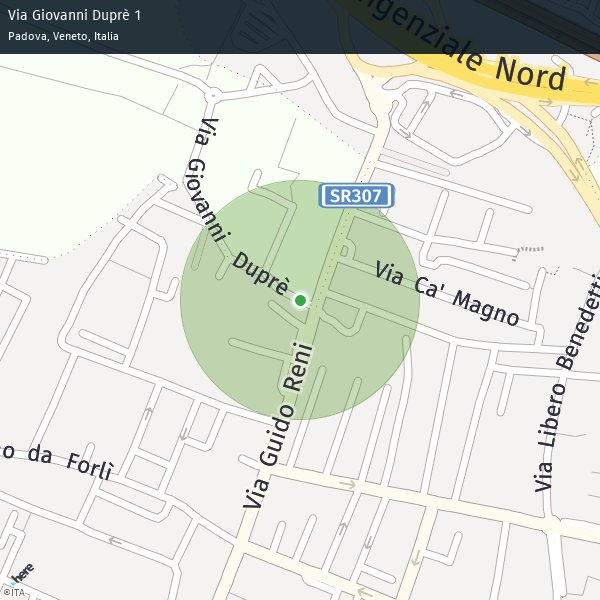 Via Giovanni Duprè 1
Padova, Veneto, Italia
ngenziale Nord
Via Giovanni Duprè
SR307
Via Ca' Magno
Via Guido Reni
Via Libero Benedetti
o da Forlì
here
©ITA